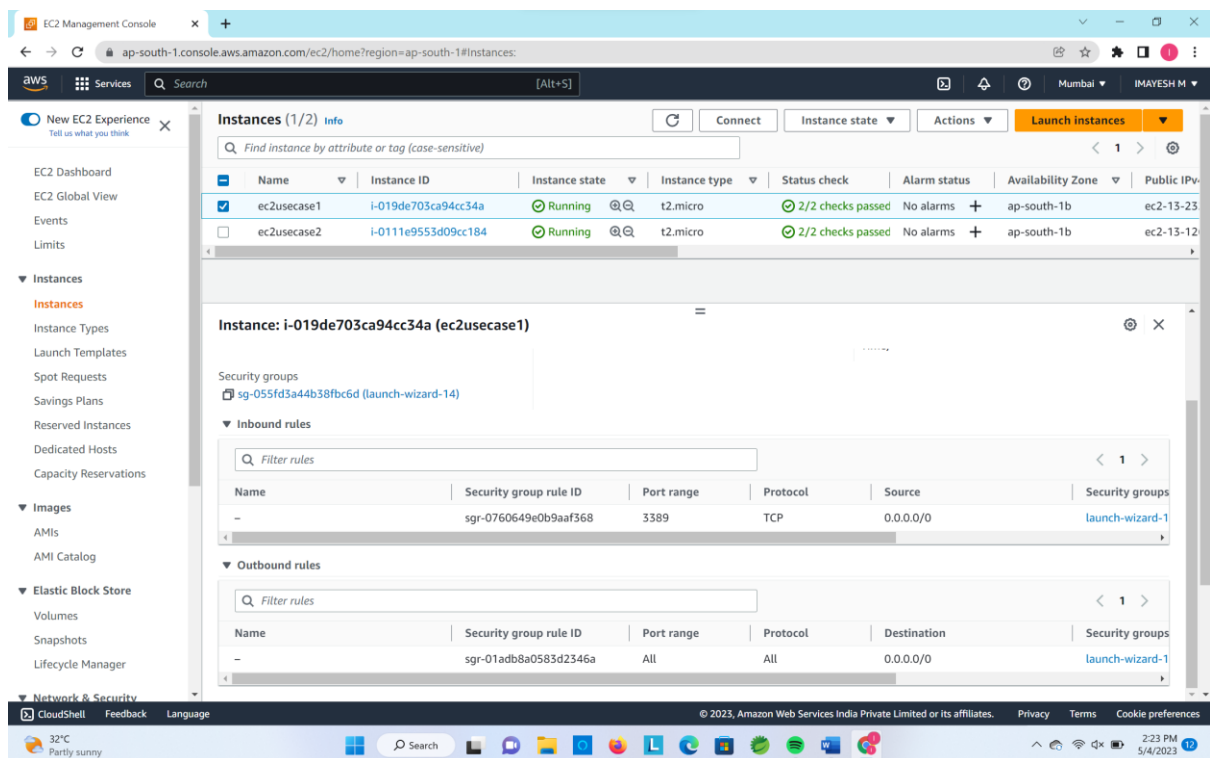 EC2 Management Console
ap-south-1.console.aws.amazon.com/ec2/home?region=ap-south-1#Instances:
aws Services Search [Alt+S] Mumbai IMAYESH M
New EC2 Experience
Tell us what you think
EC2 Dashboard
EC2 Global View
Events
Limits
Instances
Instances
Instance Types
Launch Templates
Spot Requests
Savings Plans
Reserved Instances
Dedicated Hosts
Capacity Reservations
Images
AMIs
AMI Catalog
Elastic Block Store
Volumes
Snapshots
Lifecycle Manager
Network & Security
Instances (1/2) Info Connect Instance state Actions Launch instances
Find instance by attribute or tag (case-sensitive) 1
Name Instance ID Instance state Instance type Status check Alarm status Availability Zone Public IPv
ec2usecase1 i-019de703ca94cc34a Running t2.micro 2/2 checks passed No alarms ap-south-1b ec2-13-23
ec2usecase2 i-0111e9553d09cc184 Running t2.micro 2/2 checks passed No alarms ap-south-1b ec2-13-12
Instance: i-019de703ca94cc34a (ec2usecase1)
Security groups
sg-055fd3a44b38fbc6d (launch-wizard-14)
Inbound rules
Filter rules 1
Name Security group rule ID Port range Protocol Source Security groups
– sgr-0760649e0b9aaf368 3389 TCP 0.0.0.0/0 launch-wizard-1
Outbound rules
Filter rules 1
Name Security group rule ID Port range Protocol Destination Security groups
– sgr-01adb8a0583d2346a All All 0.0.0.0/0 launch-wizard-1
CloudShell Feedback Language © 2023, Amazon Web Services India Private Limited or its affiliates. Privacy Terms Cookie preferences
32°C
Partly sunny
Search
2:23 PM
5/4/2023
12